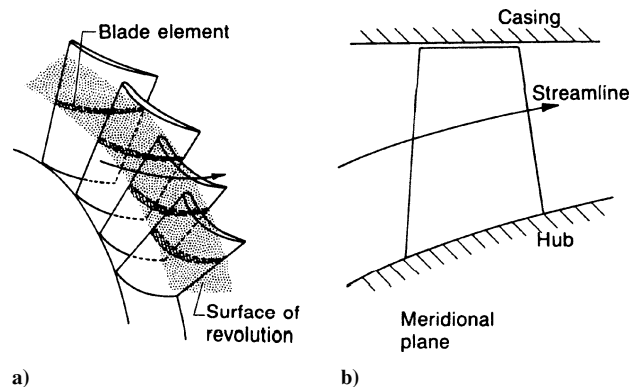 Blade element
Surface of
revolution
a)
Casing
Streamline
Hub
Meridional
plane
b)